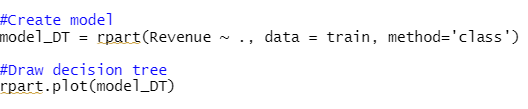 #Create model
model_DT = rpart(Revenue ~ ., data = train, method='class')
#Draw decision tree
rpart.plot(model_DT)